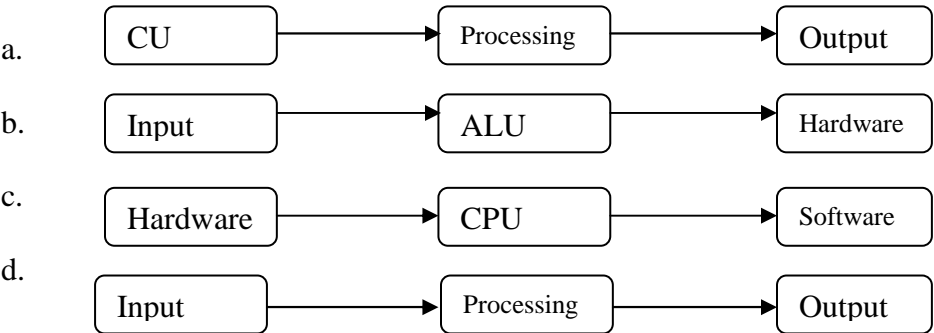 a. CU Processing Output
b. Input ALU Hardware
c. Hardware CPU Software
d. Input Processing Output